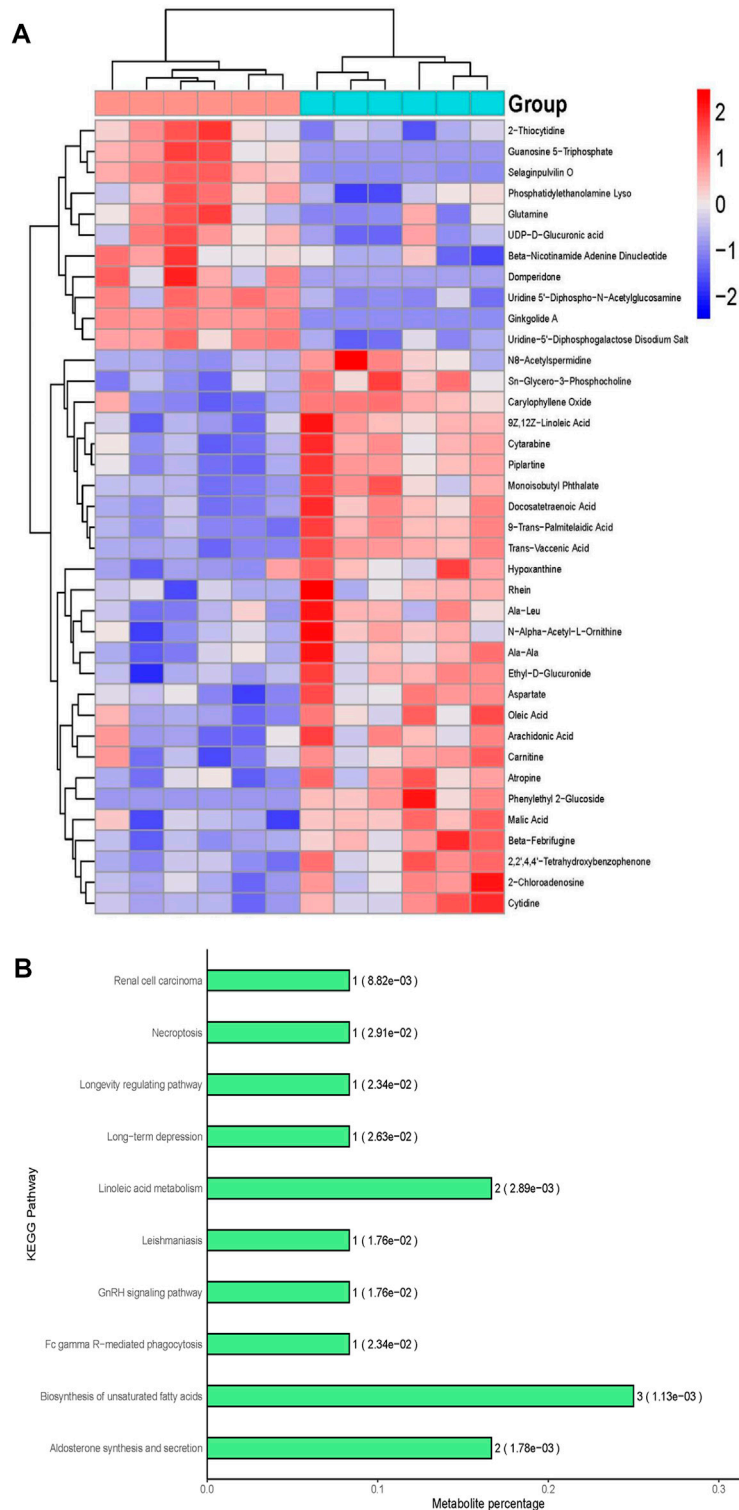 A
Group
2−Thiocytidine
Guanosine 5−Triphosphate
Selaginpulvilin O
Phosphatidylethanolamine Lyso
Glutamine
UDP−D−Glucuronic acid
Beta−Nicotinamide Adenine Dinucleotide
Domperidone
Uridine 5'−Diphospho−N−Acetylglucosamine
Ginkgolide A
Uridine−5'−Diphosphogalactose Disodium Salt
N8−Acetylspermidine
Sn−Glycero−3−Phosphocholine
Carylophyllene Oxide
9Z,12Z−Linoleic Acid
Cytarabine
Piplartine
Monoisobutyl Phthalate
Docosatetraenoic Acid
9−Trans−Palmitelaidic Acid
Trans−Vaccenic Acid
Hypoxanthine
Rhein
Ala−Leu
N−Alpha−Acetyl−L−Ornithine
Ala−Ala
Ethyl−D−Glucuronide
Aspartate
Oleic Acid
Arachidonic Acid
Carnitine
Atropine
Phenylethyl 2−Glucoside
Malic Acid
Beta−Febrifugine
2,2',4,4'−Tetrahydroxybenzophenone
2−Chloroadenosine
Cytidine
2
1
0
−1
−2
B
KEGG Pathway
Renal cell carcinoma 1 ( 8.82e−03)
Necroptosis 1 ( 2.91e−02)
Longevity regulating pathway 1 ( 2.34e−02)
Long−term depression 1 ( 2.63e−02)
Linoleic acid metabolism 2 ( 2.89e−03)
Leishmaniasis 1 ( 1.76e−02)
GnRH signaling pathway 1 ( 1.76e−02)
Fc gamma R−mediated phagocytosis 1 ( 2.34e−02)
Biosynthesis of unsaturated fatty acids 3 ( 1.13e−03)
Aldosterone synthesis and secretion 2 ( 1.78e−03)
0.0 0.1 0.2 0.3
Metabolite percentage